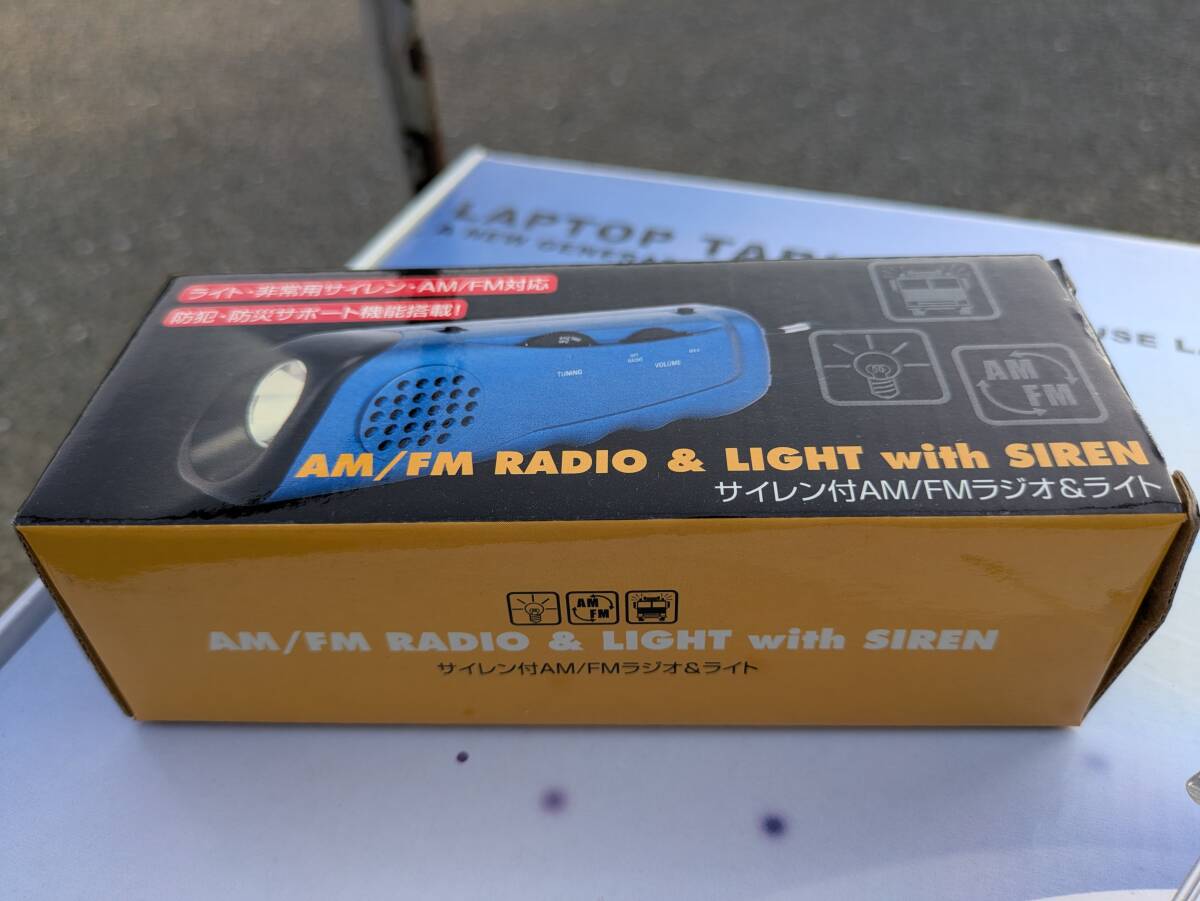 LAPTOP
A NEW
USE
ライト・非常用サイレン・AM/FM対応
防犯・防災サポート機能搭載!
TUNING
VOLUME
AM
FM
AM/FM RADIO & LIGHT with SIREN
サイレン付AM/FMラジオ&ライト
AM
FM
AM/FM RADIO & LIGHT with SIREN
サイレン付AM/FMラジオ&ライト